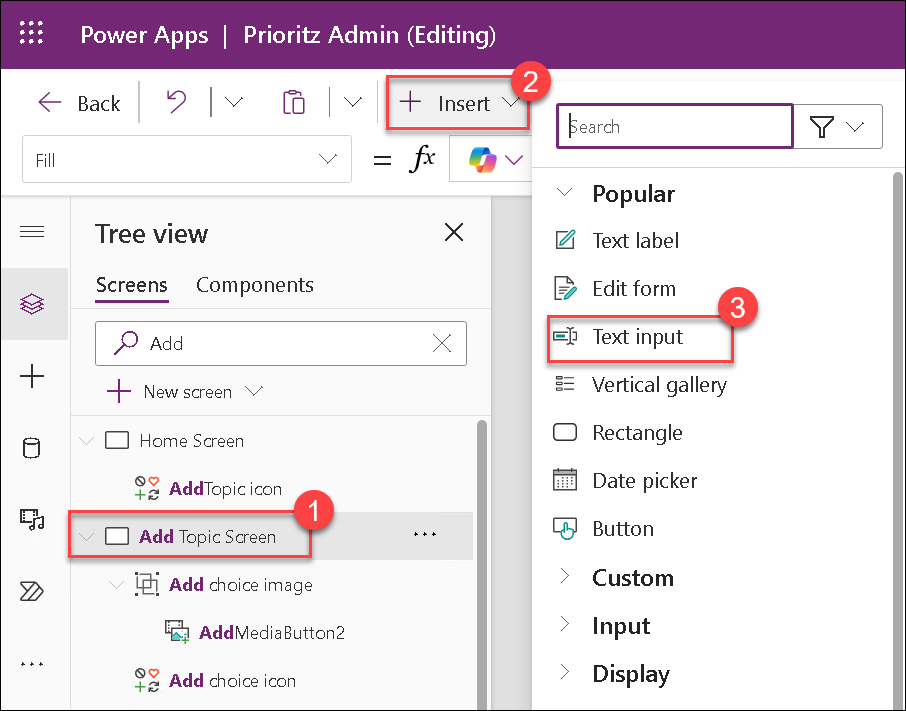 Power Apps | Prioritz Admin (Editing)
Back
Insert
2
Search
Fill
= fx
Popular
Text label
Edit form
Text input
3
Vertical gallery
Rectangle
Date picker
Button
Custom
Input
Display
Tree view
Screens Components
Add
New screen
Home Screen
AddTopic icon
1
Add Topic Screen
Add choice image
AddMediaButton2
Add choice icon